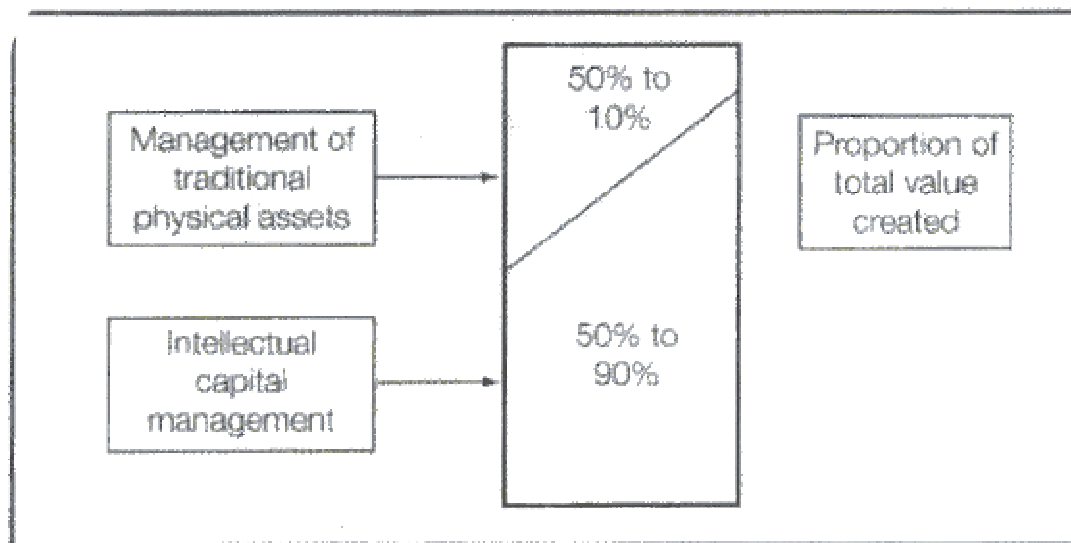 Management of
traditional
physical assets
50% to
10%
Proportion of
total value
created
Intellectual
capital
management
50% to
90%